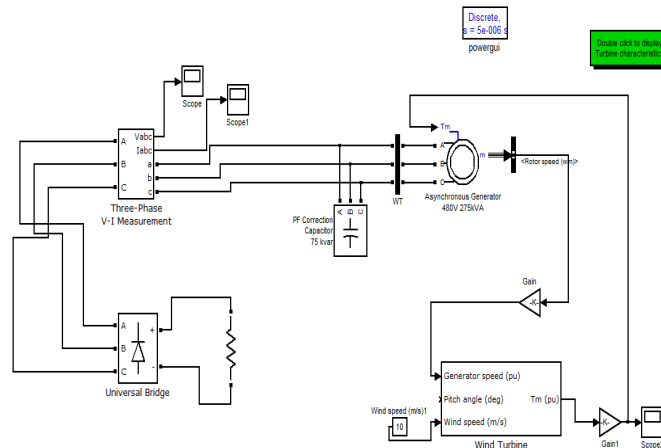 Discrete,
s = 5e-006 s
powergui
Double click to display
Turbine characteristics
Scope
Scope1
Vabc
Iabc
A
a
B
b
C
c
Three-Phase
V-I Measurement
A B C
PF Correction
Capacitor
75 kvar
WT
Tm
A
B
C
m
<Rotor speed (wm)>
Asynchronous Generator
480V 275kVA
Gain
-K-
A
+
B
C
-
Universal Bridge
Generator speed (pu)
Pitch angle (deg)
Tm (pu)
Wind speed (m/s)
Wind Turbine
Wind speed (m/s)1
10
-K-
Gain1